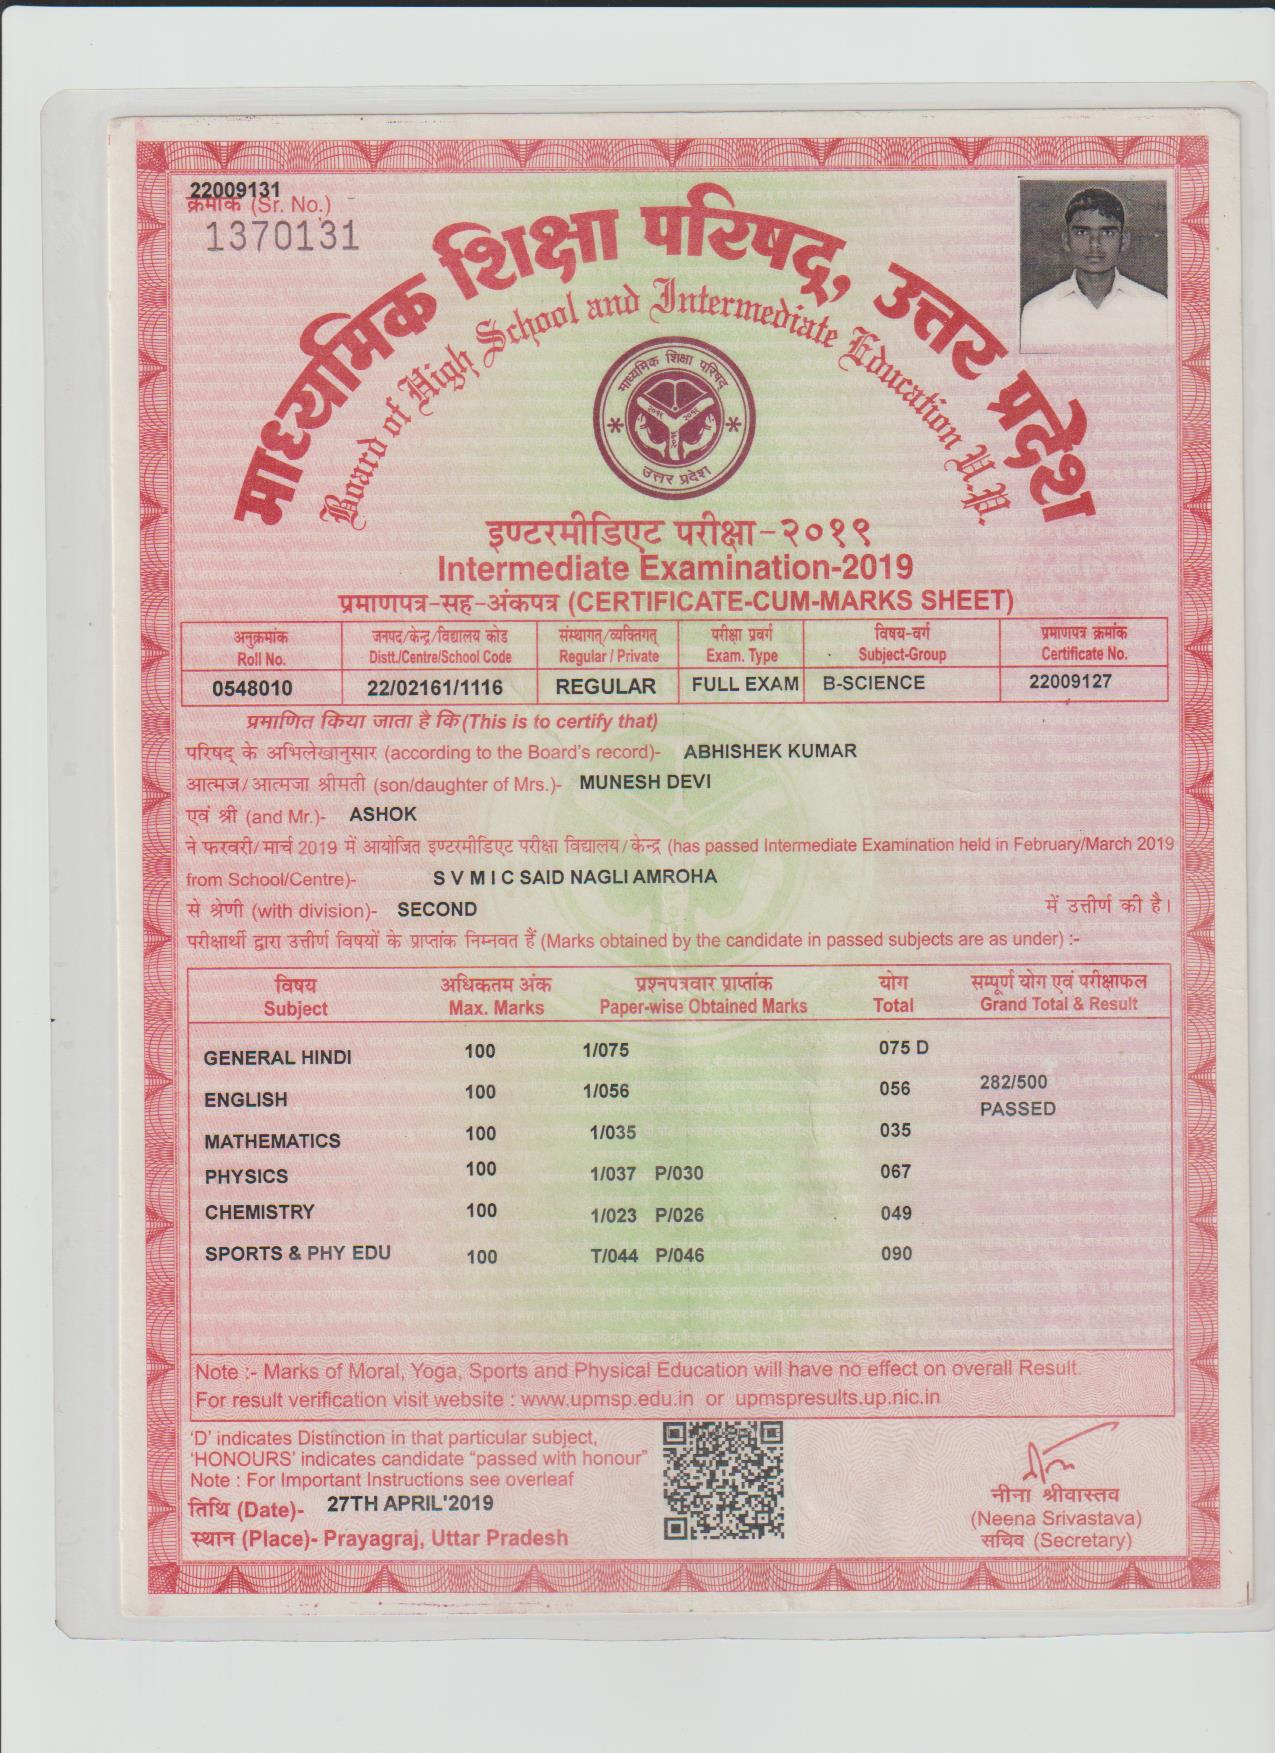 22009131
क्रमांक (Sr. No.)
1370131
माध्यमिक शिक्षा परिषद्, उत्तर प्रदेश
Board of High School and Intermediate Education U.P.
माध्यमिक शिक्षा परिषद्
उत्तर प्रदेश
इण्टरमीडिएट परीक्षा-२०१९
Intermediate Examination-2019
प्रमाणपत्र-सह-अंकपत्र (CERTIFICATE-CUM-MARKS SHEET)
अनुक्रमांक जनपद/केन्द्र/विद्यालय कोड संस्थागत्/व्यक्तिगत् परीक्षा प्रवर्ग विषय-वर्ग प्रमाणपत्र क्रमांक
Roll No. Distt./Centre/School Code Regular / Private Exam. Type Subject-Group Certificate No.
0548010 22/02161/1116 REGULAR FULL EXAM B-SCIENCE 22009127
प्रमाणित किया जाता है कि (This is to certify that)
परिषद् के अभिलेखानुसार (according to the Board's record)- ABHISHEK KUMAR
आत्मज/आत्मजा श्रीमती (son/daughter of Mrs.)- MUNESH DEVI
एवं श्री (and Mr.)- ASHOK
ने फरवरी/मार्च 2019 में आयोजित इण्टरमीडिएट परीक्षा विद्यालय/केन्द्र (has passed Intermediate Examination held in February/March 2019
from School/Centre)- S V M I C SAID NAGLI AMROHA
से श्रेणी (with division)- SECOND में उत्तीर्ण की है।
परीक्षार्थी द्वारा उत्तीर्ण विषयों के प्राप्तांक निम्नवत हैं (Marks obtained by the candidate in passed subjects are as under) :-
विषय अधिकतम अंक प्रश्नपत्रवार प्राप्तांक योग सम्पूर्ण योग एवं परीक्षाफल
Subject Max. Marks Paper-wise Obtained Marks Total Grand Total & Result
GENERAL HINDI 100 1/075 075 D
ENGLISH 100 1/056 056 282/500
PASSED
MATHEMATICS 100 1/035 035
PHYSICS 100 1/037 P/030 067
CHEMISTRY 100 1/023 P/026 049
SPORTS & PHY EDU 100 T/044 P/046 090
Note :- Marks of Moral, Yoga, Sports and Physical Education will have no effect on overall Result.
For result verification visit website : www.upmsp.edu.in or upmspresults.up.nic.in
'D' indicates Distinction in that particular subject,
'HONOURS' indicates candidate "passed with honour"
Note : For Important Instructions see overleaf
तिथि (Date)- 27TH APRIL'2019
स्थान (Place)- Prayagraj, Uttar Pradesh
नीना श्रीवास्तव
(Neena Srivastava)
सचिव (Secretary)